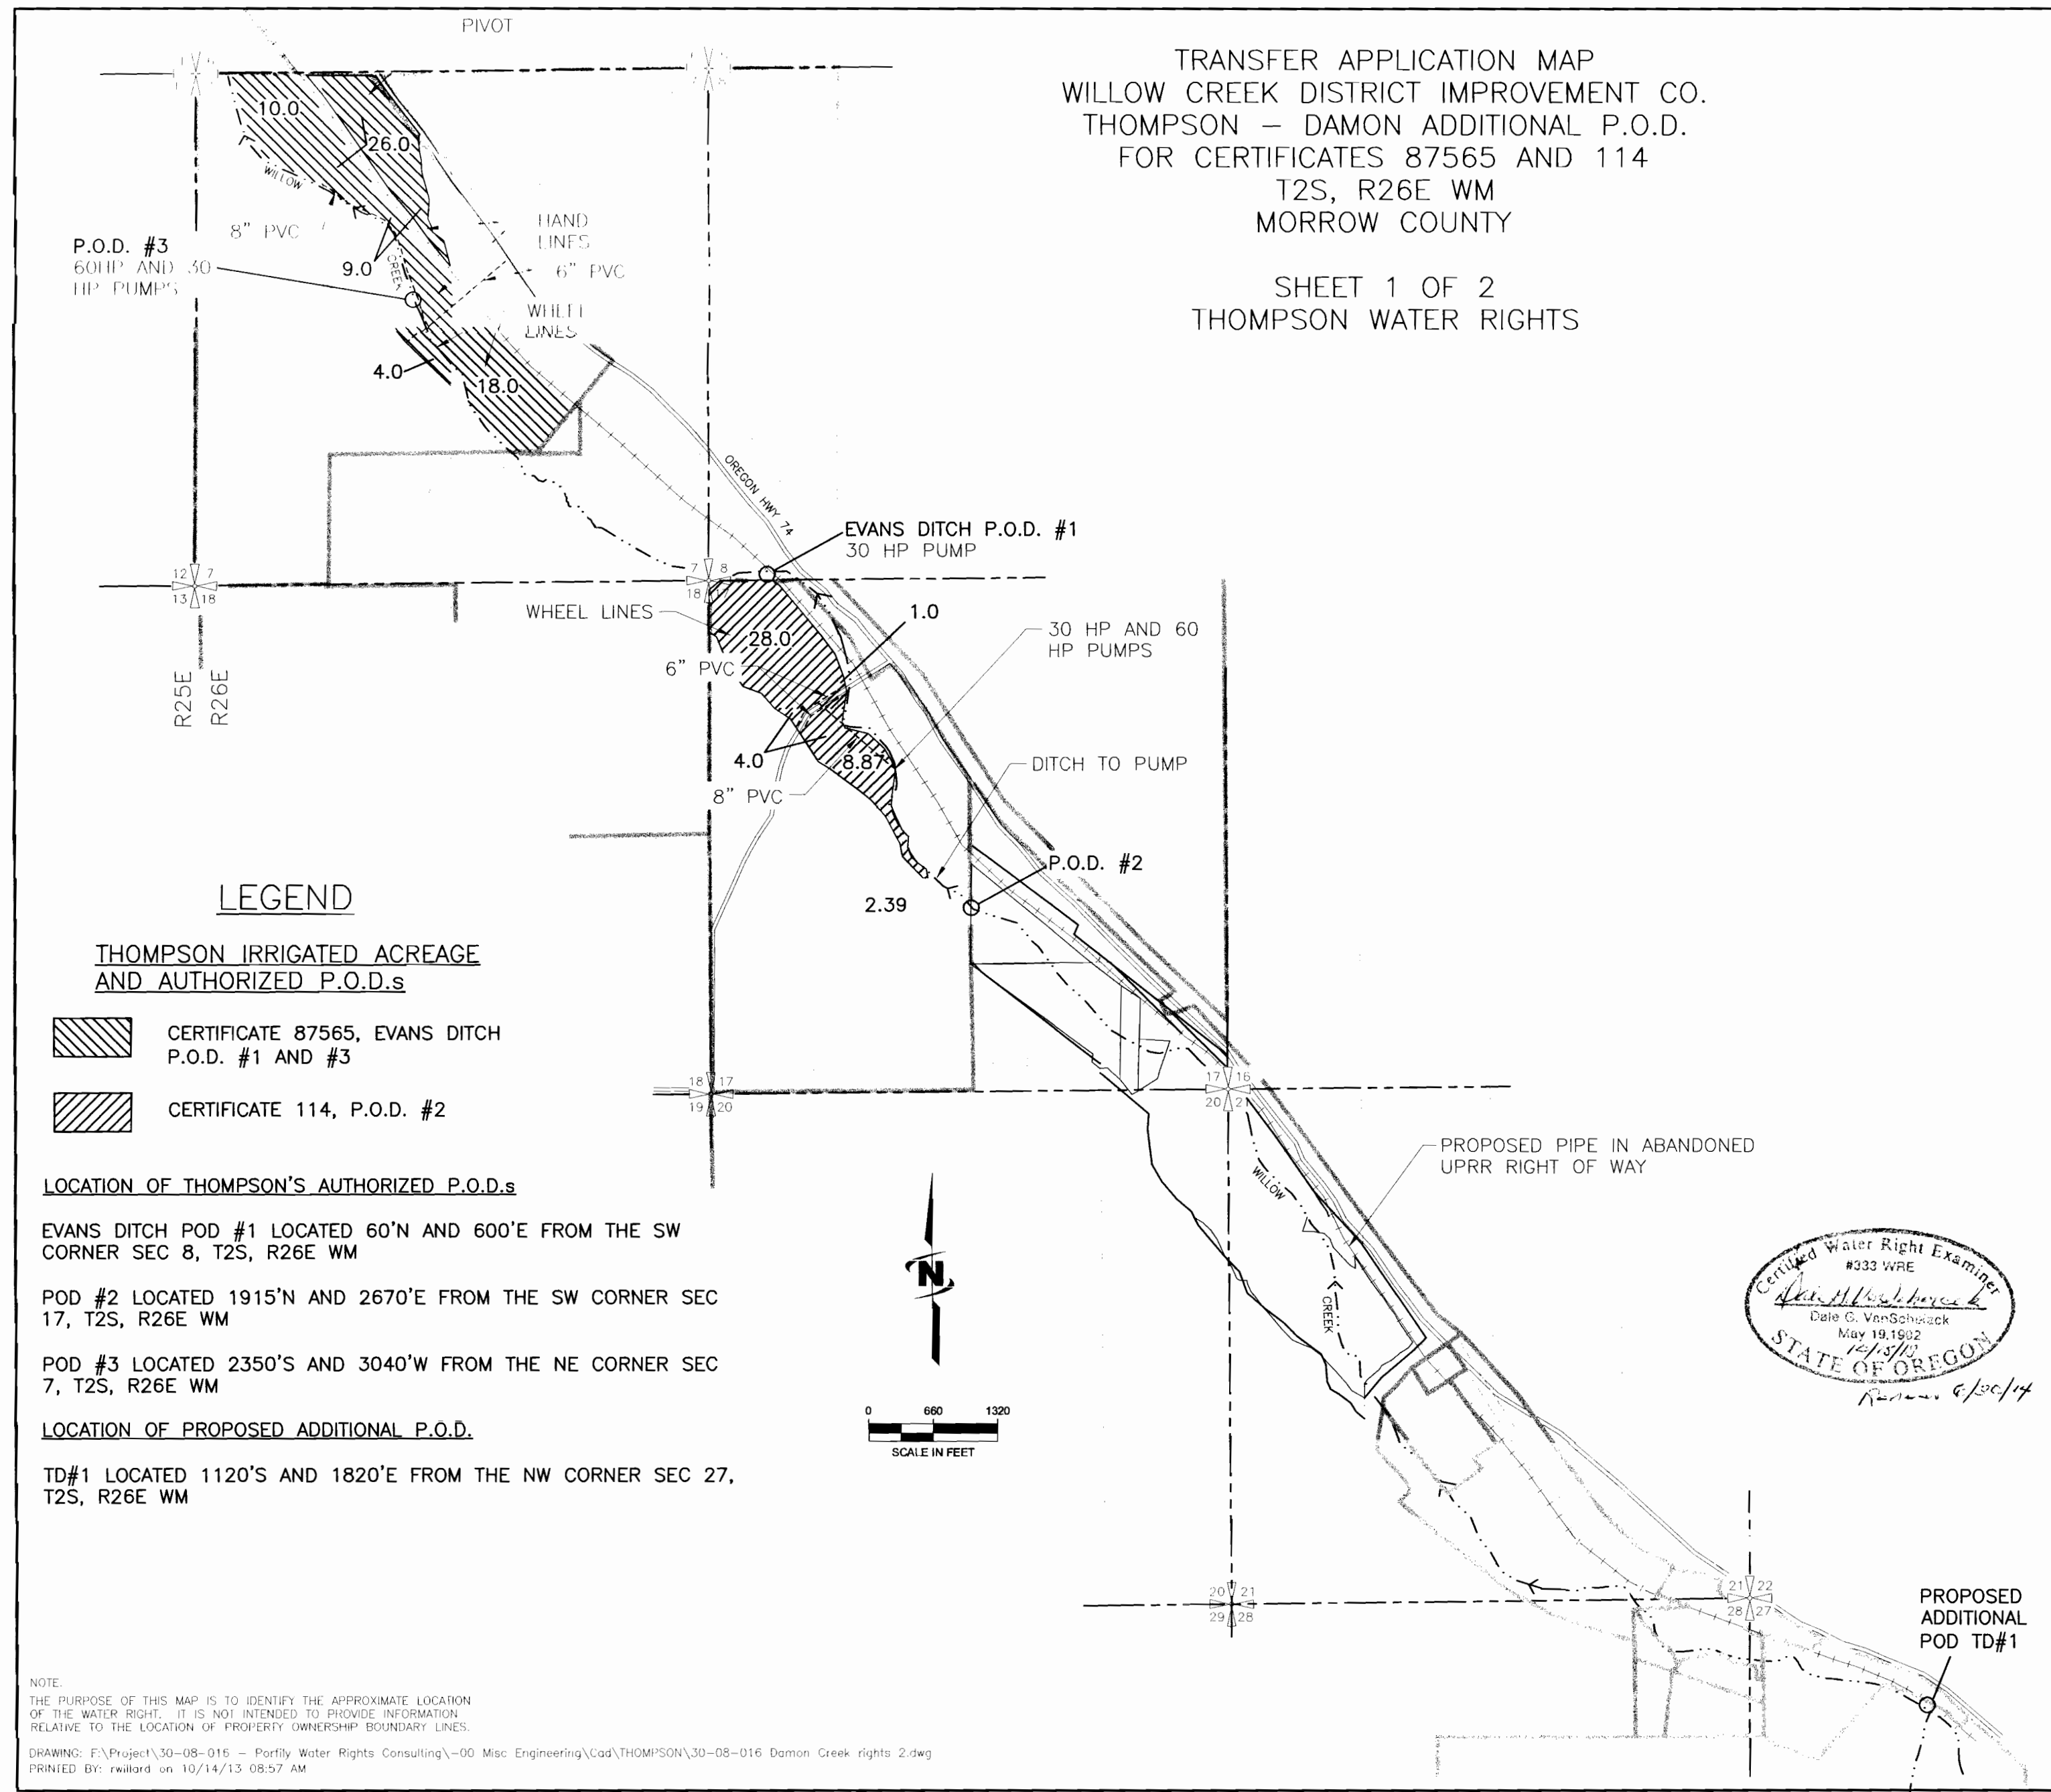 PIVOT
TRANSFER APPLICATION MAP
WILLOW CREEK DISTRICT IMPROVEMENT CO.
THOMPSON – DAMON ADDITIONAL P.O.D.
FOR CERTIFICATES 87565 AND 114
T2S, R26E WM
MORROW COUNTY
SHEET 1 OF 2
THOMPSON WATER RIGHTS
10.0
26.0
WILLOW
8" PVC
HAND
LINES
P.O.D. #3
60HP AND 30
HP PUMPS
9.0
CREEK
6" PVC
WHEEL
LINES
4.0
18.0
OREGON HWY 74
EVANS DITCH P.O.D. #1
30 HP PUMP
12 7
13 18
7 8
18 17
R25E
R26E
WHEEL LINES
28.0
1.0
30 HP AND 60
HP PUMPS
6" PVC
4.0
8.87
DITCH TO PUMP
8" PVC
P.O.D. #2
2.39
LEGEND
THOMPSON IRRIGATED ACREAGE
AND AUTHORIZED P.O.D.s
CERTIFICATE 87565, EVANS DITCH
P.O.D. #1 AND #3
CERTIFICATE 114, P.O.D. #2
18 17
19 20
17 16
20 21
LOCATION OF THOMPSON'S AUTHORIZED P.O.D.s
EVANS DITCH POD #1 LOCATED 60'N AND 600'E FROM THE SW
CORNER SEC 8, T2S, R26E WM
POD #2 LOCATED 1915'N AND 2670'E FROM THE SW CORNER SEC
17, T2S, R26E WM
POD #3 LOCATED 2350'S AND 3040'W FROM THE NE CORNER SEC
7, T2S, R26E WM
LOCATION OF PROPOSED ADDITIONAL P.O.D.
TD#1 LOCATED 1120'S AND 1820'E FROM THE NW CORNER SEC 27,
T2S, R26E WM
N
0 660 1320
SCALE IN FEET
PROPOSED PIPE IN ABANDONED
UPRR RIGHT OF WAY
WILLOW
CREEK
Certified Water Right Examiner
#333 WRE
Dale G. VanSchoiack
May 19,1902
STATE OF OREGON
6/30/14
20 21
29 28
21 22
28 27
PROPOSED
ADDITIONAL
POD TD#1
NOTE.
THE PURPOSE OF THIS MAP IS TO IDENTIFY THE APPROXIMATE LOCATION
OF THE WATER RIGHT. IT IS NOT INTENDED TO PROVIDE INFORMATION
RELATIVE TO THE LOCATION OF PROPERTY OWNERSHIP BOUNDARY LINES.
DRAWING: F:\Project\30-08-016 - Portily Water Rights Consulting\-00 Misc Engineering\Cad\THOMPSON\30-08-016 Damon Creek rights 2.dwg
PRINTED BY: rwillard on 10/14/13 08:57 AM